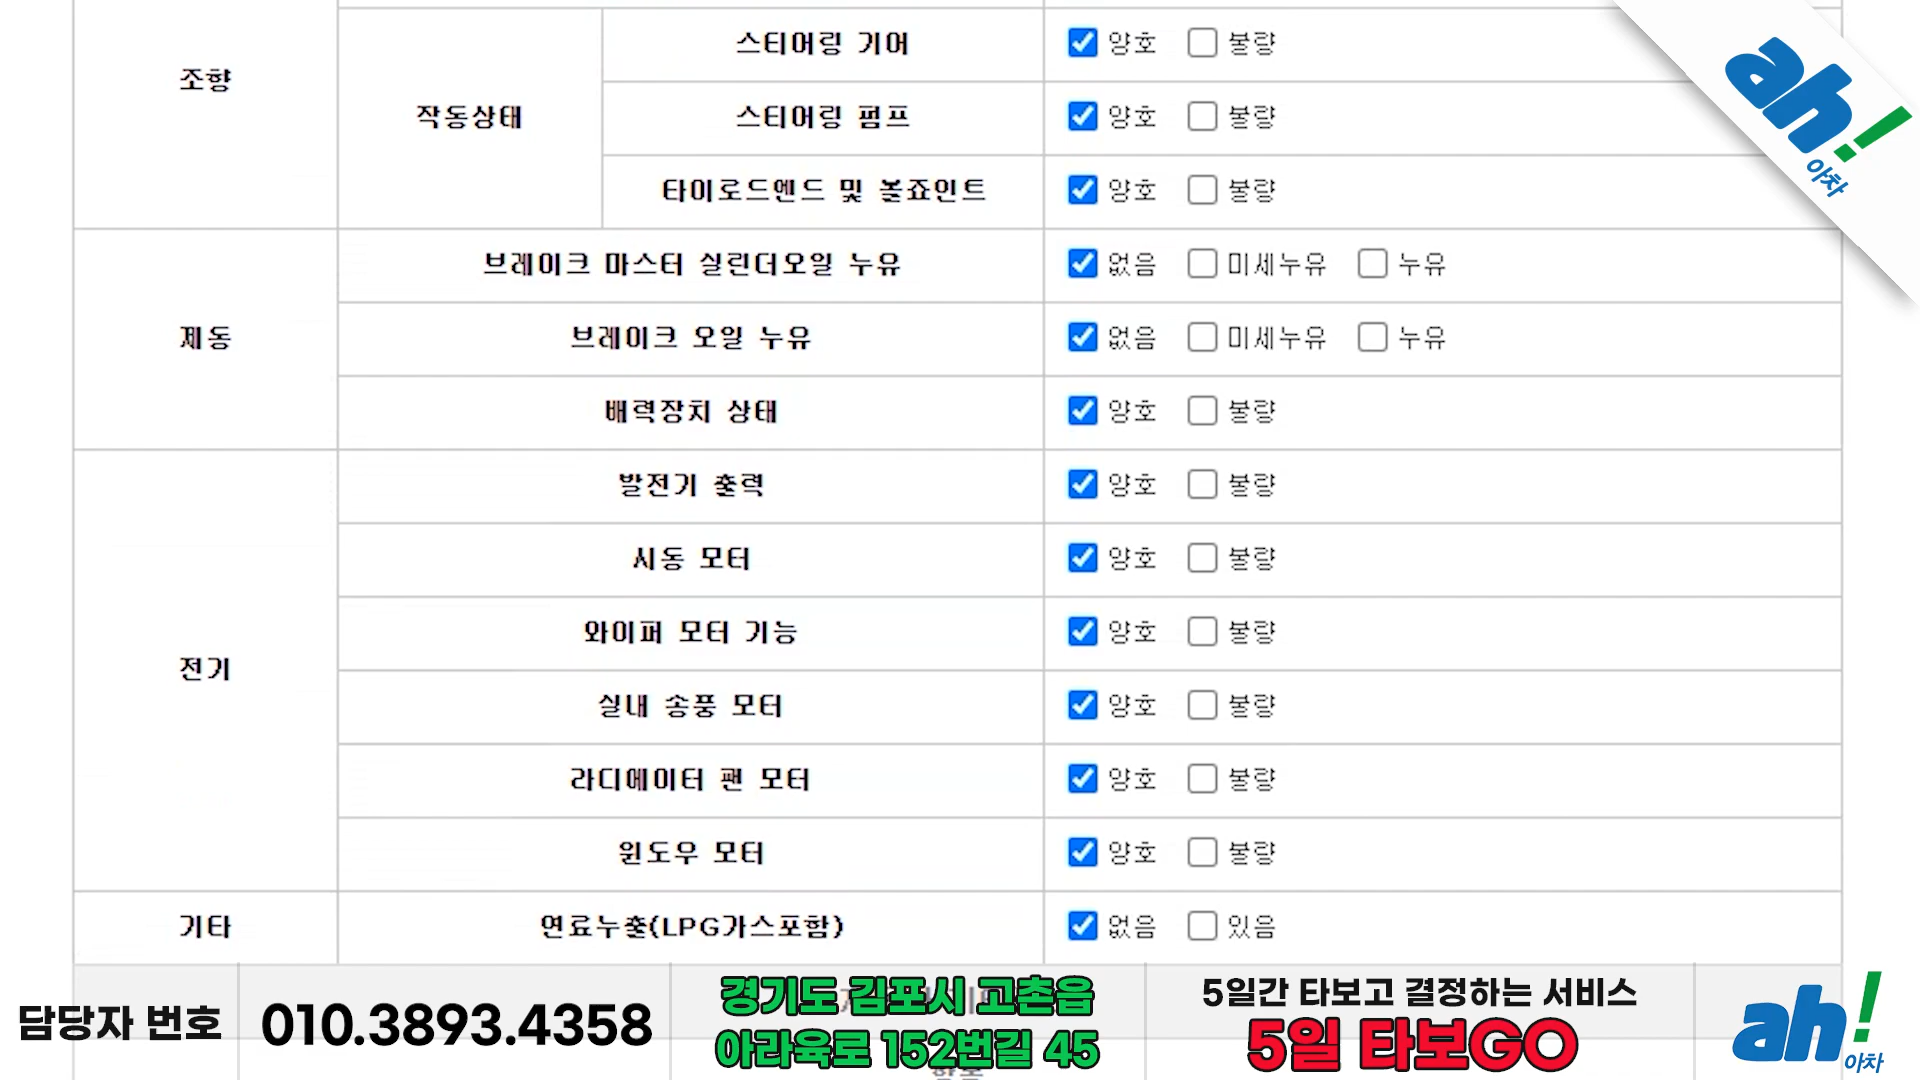 조향
작동상태
스티어링 기어
양호 불량
스티어링 펌프
양호 불량
타이로드엔드 및 볼죠인트
양호 불량
제동
브레이크 마스터 실린더오일 누유
없음 미세누유 누유
브레이크 오일 누유
없음 미세누유 누유
배력장치 상태
양호 불량
전기
발전기 출력
양호 불량
시동 모터
양호 불량
와이퍼 모터 기능
양호 불량
실내 송풍 모터
양호 불량
라디에이터 팬 모터
양호 불량
윈도우 모터
양호 불량
기타
연료누출(LPG가스포함)
없음 있음
ah!
아차
담당자 번호
010.3893.4358
경기도 김포시 고촌읍
아라육로 152번길 45
5일간 타보고 결정하는 서비스
5일 타보GO
ah!
아차